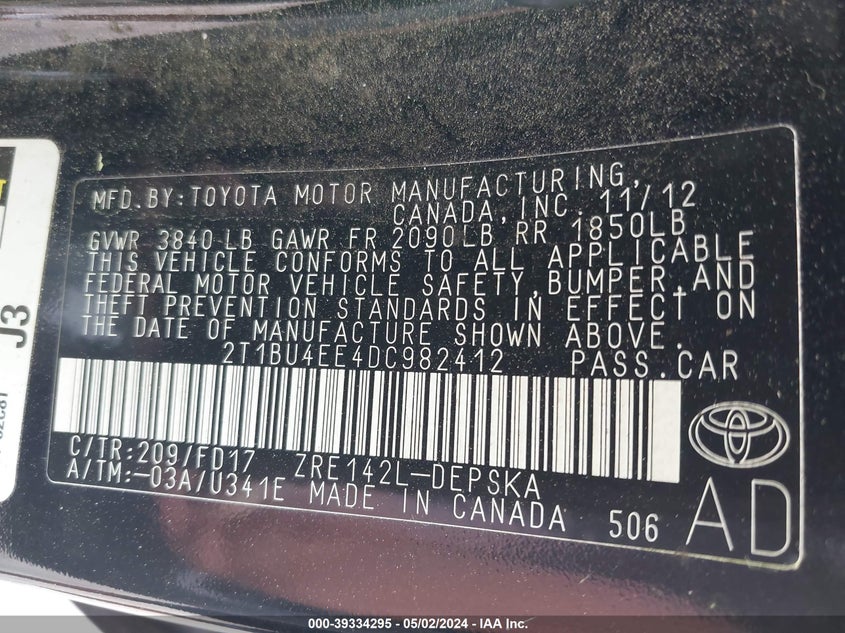 MFD.BY:TOYOTA MOTOR MANUFACTURING,
CANADA,INC. 11/12
GVWR 3840 LB GAWR FR 2090LB RR 1850LB
THIS VEHICLE CONFORMS TO ALL APPLICABLE
FEDERAL MOTOR VEHICLE SAFETY,BUMPER,AND
THEFT PREVENTION STANDARDS IN EFFECT ON
THE DATE OF MANUFACTURE SHOWN ABOVE.
2T1BU4EE4DC982412 PASS.CAR
C/TR:209/FD17 ZRE142L-DEPSKA
A/TM:-03A/U341E MADE IN CANADA 506
AD
J3
000-39334295 - 05/02/2024 - IAA Inc.